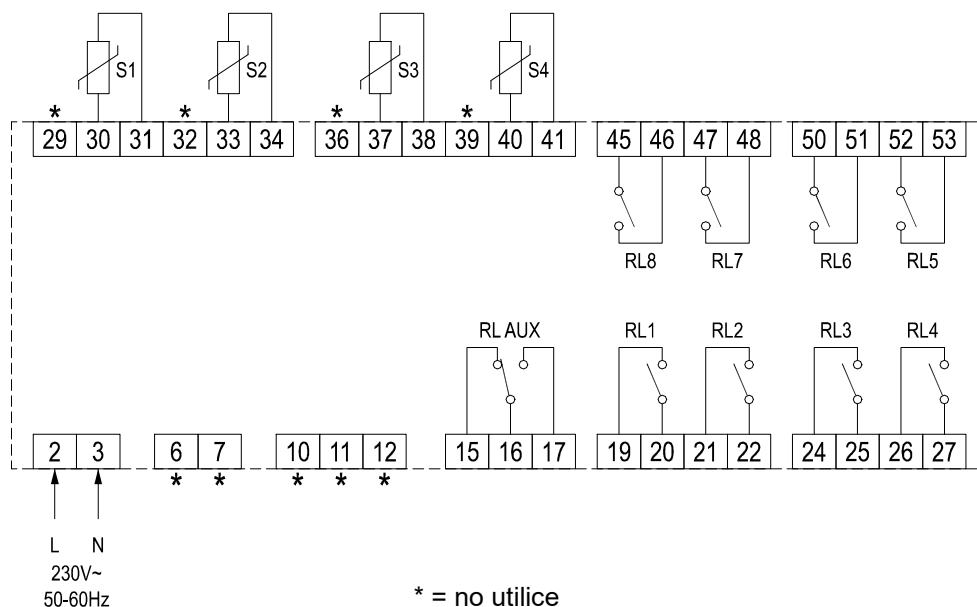 S1 S2 S3 S4
* * * *
29 30 31 32 33 34 36 37 38 39 40 41 45 46 47 48 50 51 52 53
RL8 RL7 RL6 RL5
RL AUX RL1 RL2 RL3 RL4
2 3 6 7 10 11 12 15 16 17 19 20 21 22 24 25 26 27
* * * * *
L N
230V~
50-60Hz
* = no utilice